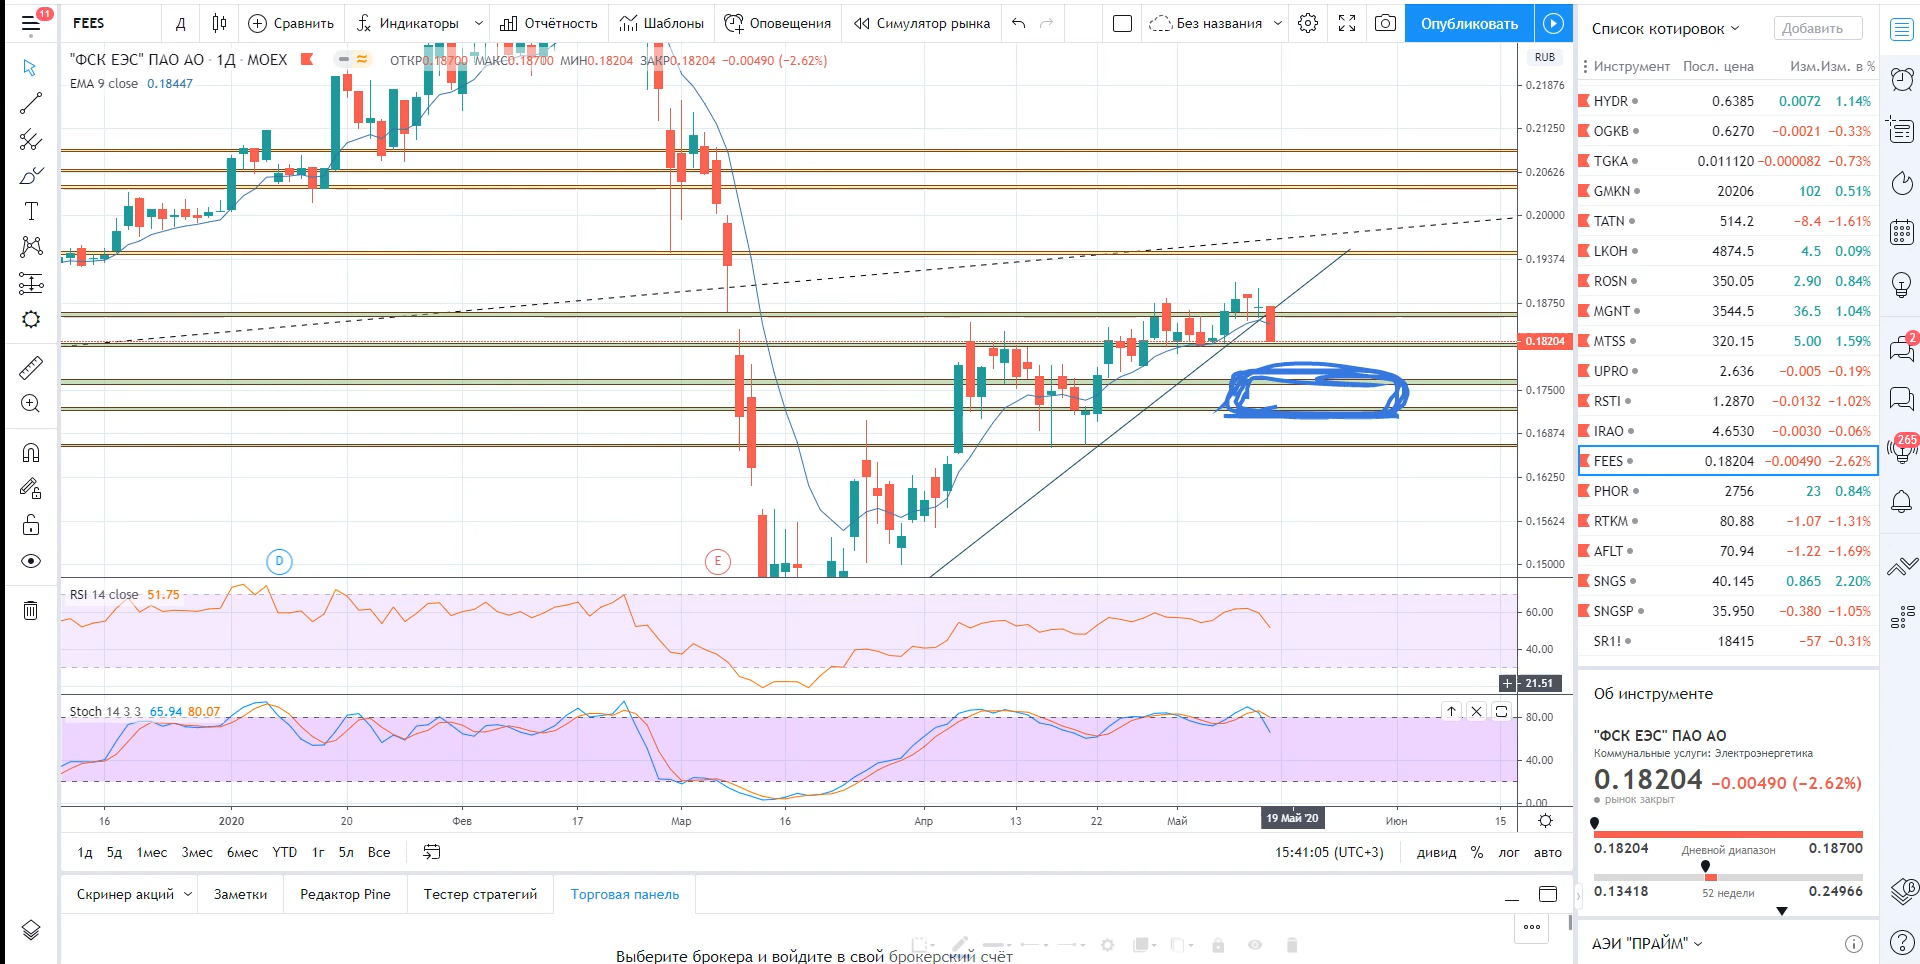 11
FEES
Д
Сравнить
Индикаторы
Отчётность
Шаблоны
Оповещения
Симулятор рынка
Без названия
Опубликовать
"ФСК ЕЭС" ПАО АО · 1Д · MOEX
ОТКР0.18700 МАКС0.18700 МИН0.18204 ЗАКР0.18204 −0.00490 (−2.62%)
EMA 9 close 0.18447
RUB
0.21876
0.21250
0.20626
0.20000
0.19374
0.18750
0.18204
0.17500
0.16874
0.16250
0.15624
0.15000
D
E
RSI 14 close 51.75
60.00
40.00
21.51
Stoch 14 3 3 65.94 80.07
80.00
40.00
0.00
16
2020
20
Фев
17
Мар
16
Апр
13
22
Май
19 Май '20
Июн
15
1д 5д 1мес 3мес 6мес YTD 1г 5л Все
15:41:05 (UTC+3)
дивид % лог авто
Скринер акций
Заметки
Редактор Pine
Тестер стратегий
Торговая панель
Выберите брокера и войдите в свой брокерский счёт
Список котировок
Добавить
Инструмент Посл. цена Изм. Изм. в %
HYDR 0.6385 0.0072 1.14%
OGKB 0.6270 −0.0021 −0.33%
TGKA 0.011120 −0.000082 −0.73%
GMKN 20206 102 0.51%
TATN 514.2 −8.4 −1.61%
LKOH 4874.5 4.5 0.09%
ROSN 350.05 2.90 0.84%
MGNT 3544.5 36.5 1.04%
MTSS 320.15 5.00 1.59%
UPRO 2.636 −0.005 −0.19%
RSTI 1.2870 −0.0132 −1.02%
IRAO 4.6530 −0.0030 −0.06%
FEES 0.18204 −0.00490 −2.62%
PHOR 2756 23 0.84%
RTKM 80.88 −1.07 −1.31%
AFLT 70.94 −1.22 −1.69%
SNGS 40.145 0.865 2.20%
SNGSP 35.950 −0.380 −1.05%
SR1! 18415 −57 −0.31%
Об инструменте
"ФСК ЕЭС" ПАО АО
Коммунальные услуги: Электроэнергетика
0.18204 −0.00490 (−2.62%)
рынок закрыт
0.18204 Дневной диапазон 0.18700
0.13418 52 недели 0.24966
АЭИ "ПРАЙМ"
2
265